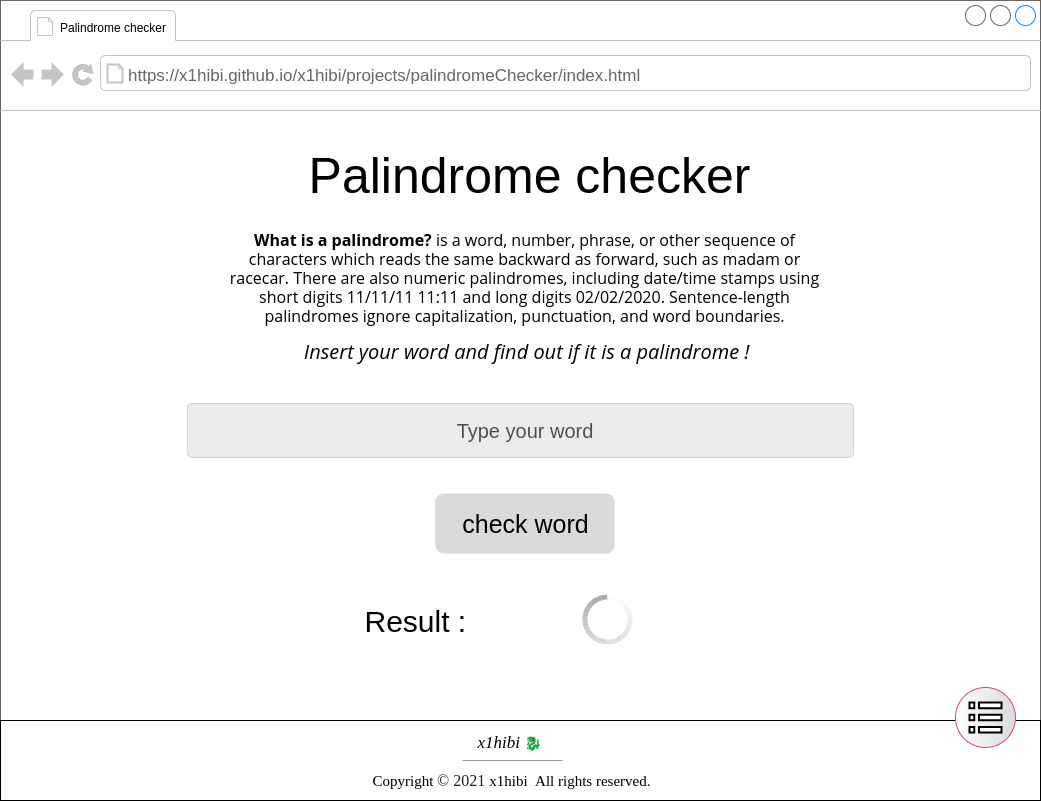 Palindrome checker
https://x1hibi.github.io/x1hibi/projects/palindromeChecker/index.html
Palindrome checker
What is a palindrome? is a word, number, phrase, or other sequence of
characters which reads the same backward as forward, such as madam or
racecar. There are also numeric palindromes, including date/time stamps using
short digits 11/11/11 11:11 and long digits 02/02/2020. Sentence-length
palindromes ignore capitalization, punctuation, and word boundaries.
Insert your word and find out if it is a palindrome !
Type your word
check word
Result :
x1hibi 🐉
Copyright © 2021 x1hibi  All rights reserved.